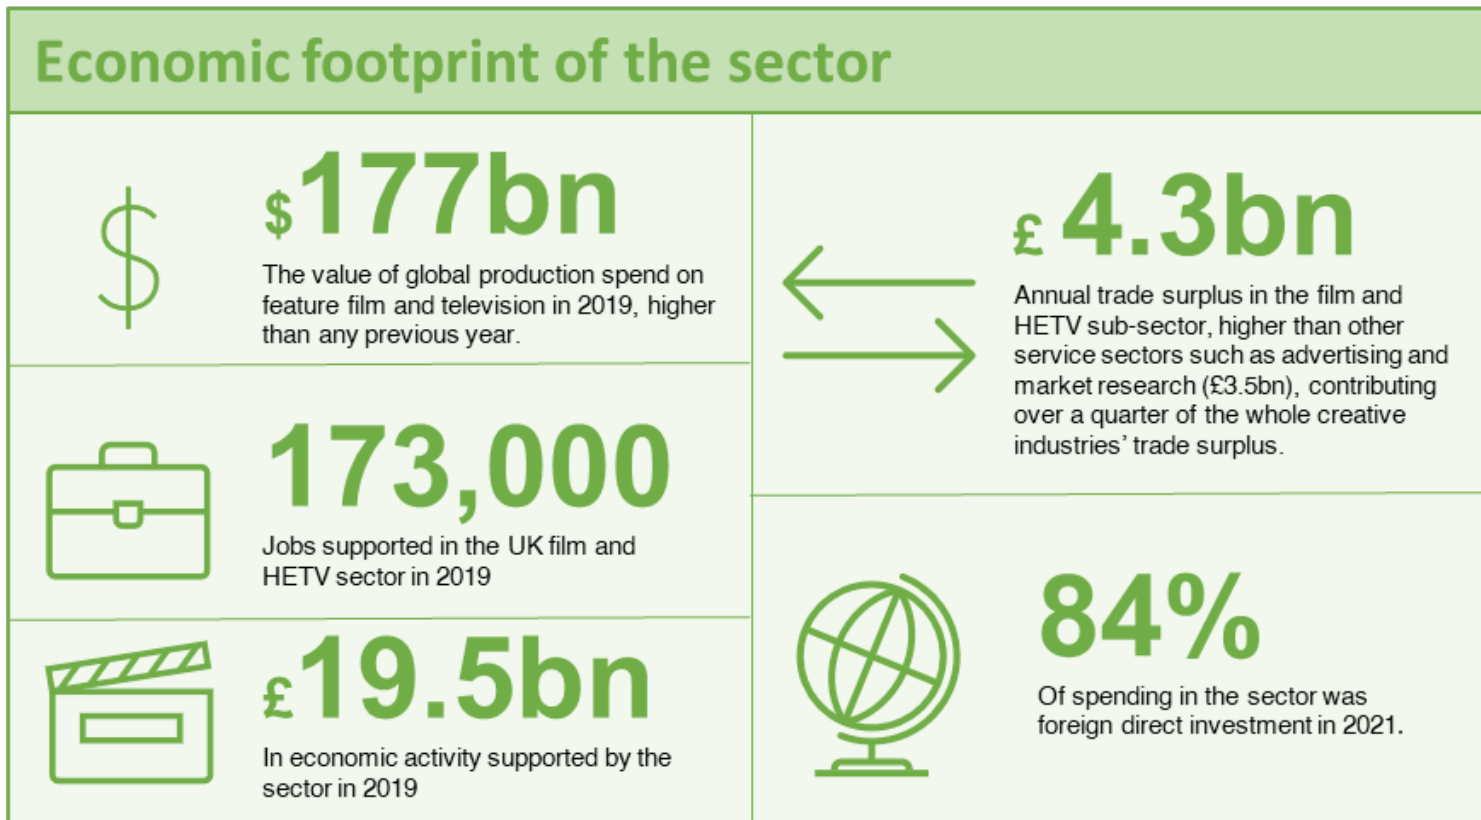 Economic footprint of the sector
$177bn
The value of global production spend on
feature film and television in 2019, higher
than any previous year.
173,000
Jobs supported in the UK film and
HETV sector in 2019
£19.5bn
In economic activity supported by the
sector in 2019
£4.3bn
Annual trade surplus in the film and
HETV sub-sector, higher than other
service sectors such as advertising and
market research (£3.5bn), contributing
over a quarter of the whole creative
industries’ trade surplus.
84%
Of spending in the sector was
foreign direct investment in 2021.